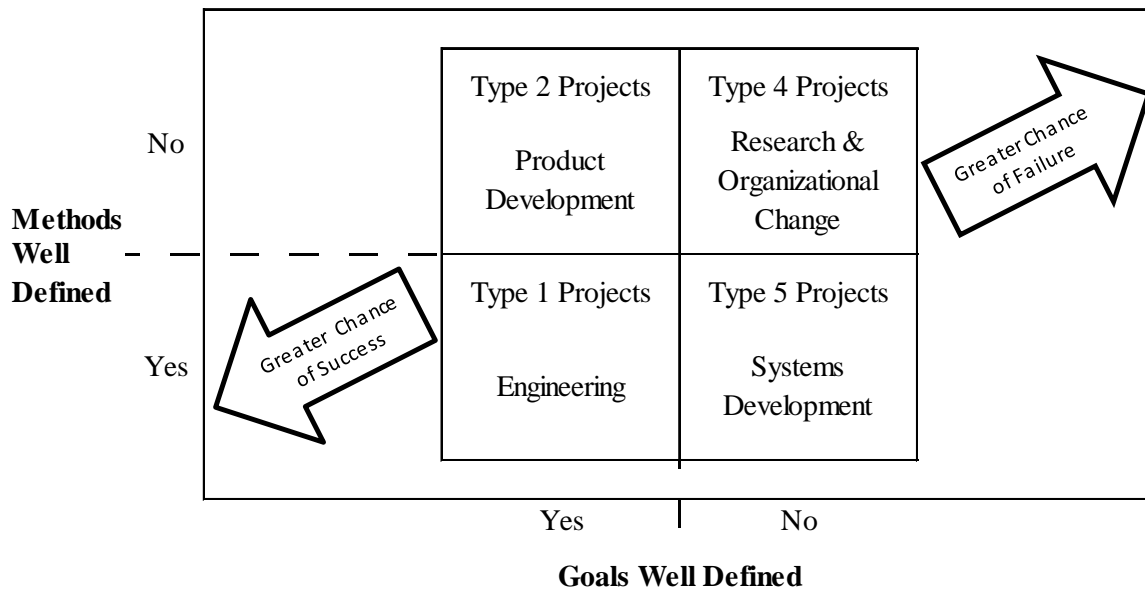 Type 2 Projects
Product
Development
Type 4 Projects
Research &
Organizational
Change
Greater Chance
of Failure
No
Methods
Well
Defined
Yes
Greater Chance
of Success
Type 1 Projects
Engineering
Type 5 Projects
Systems
Development
Yes
No
Goals Well Defined